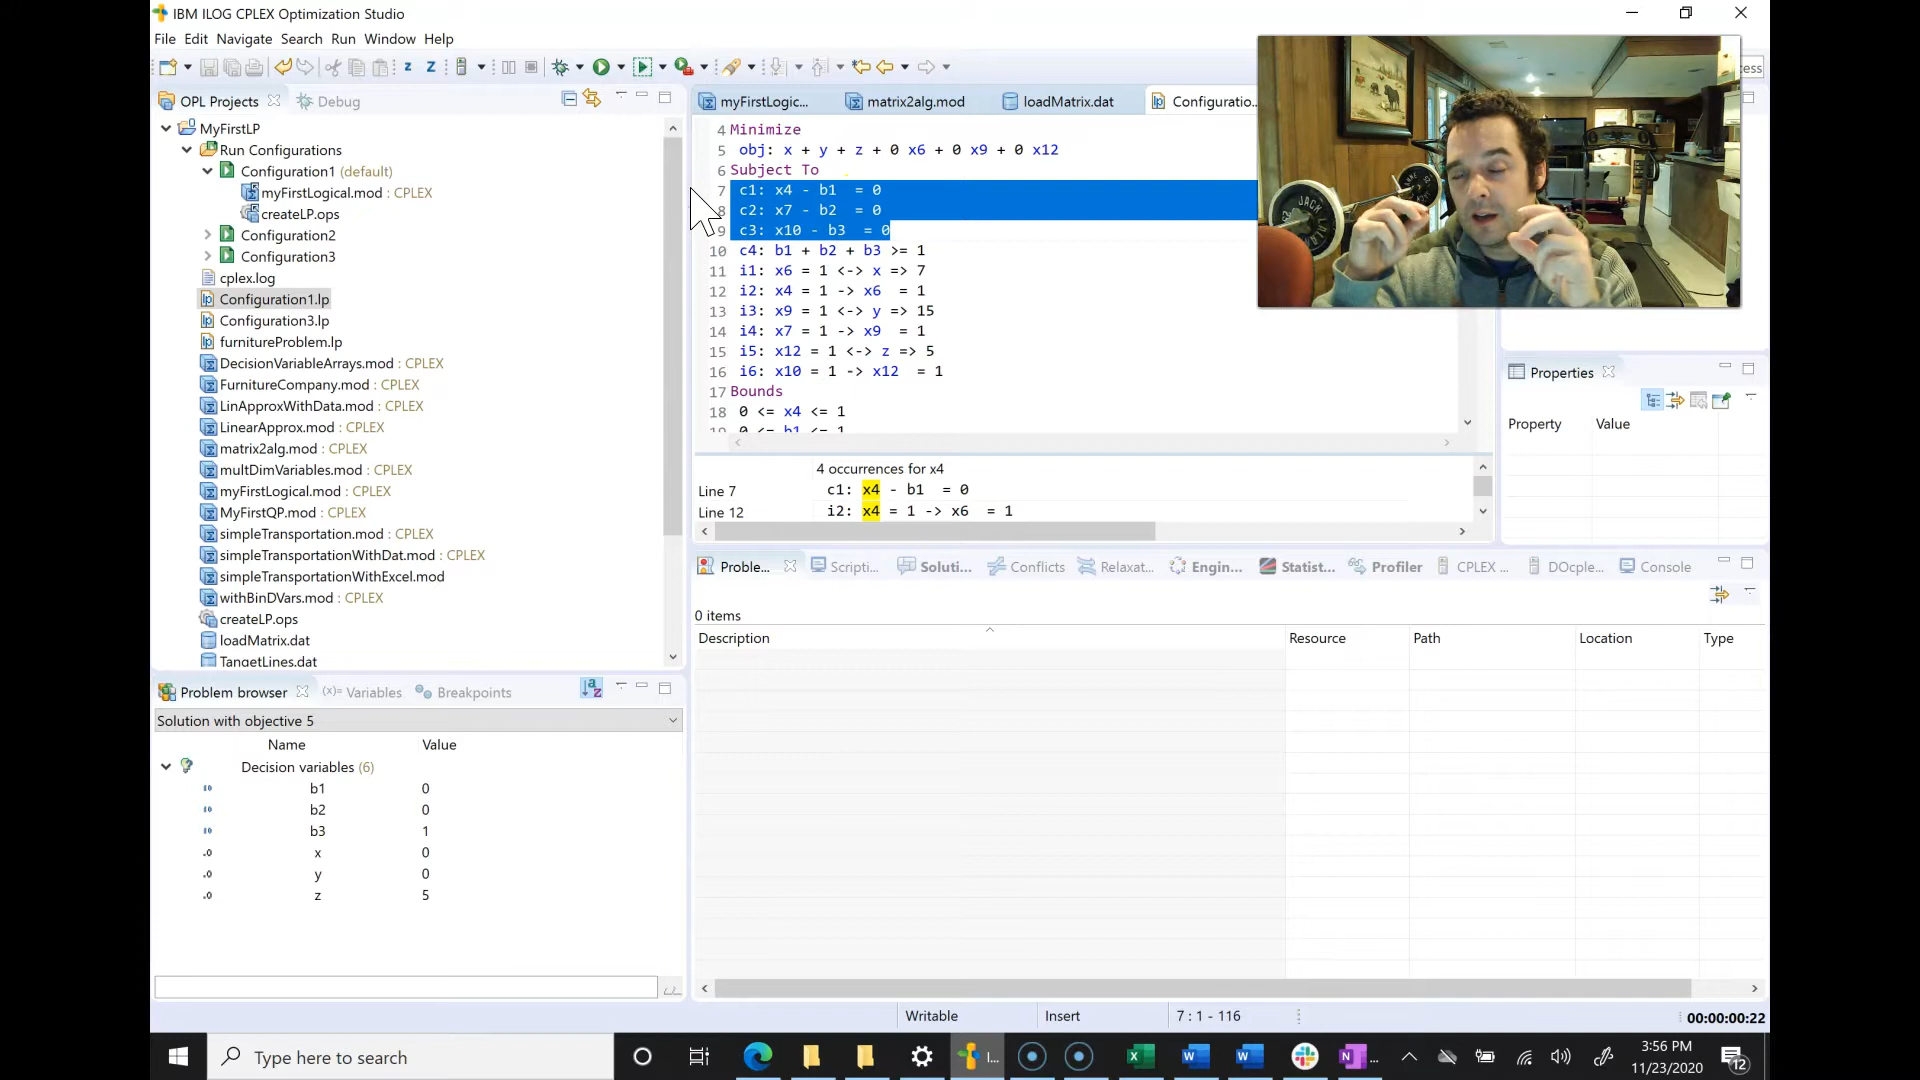 IBM ILOG CPLEX Optimization Studio
File Edit Navigate Search Run Window Help
OPL Projects Debug
MyFirstLP
Run Configurations
Configuration1 (default)
myFirstLogical.mod : CPLEX
createLP.ops
Configuration2
Configuration3
cplex.log
Configuration1.lp
Configuration3.lp
furnitureProblem.lp
DecisionVariableArrays.mod : CPLEX
FurnitureCompany.mod : CPLEX
LinApproxWithData.mod : CPLEX
LinearApprox.mod : CPLEX
matrix2alg.mod : CPLEX
multDimVariables.mod : CPLEX
myFirstLogical.mod : CPLEX
MyFirstQP.mod : CPLEX
simpleTransportation.mod : CPLEX
simpleTransportationWithDat.mod : CPLEX
simpleTransportationWithExcel.mod
withBinDVars.mod : CPLEX
createLP.ops
loadMatrix.dat
TangetLines.dat
myFirstLogic... matrix2alg.mod loadMatrix.dat Configuratio...
4 Minimize
5 obj: x + y + z + 0 x6 + 0 x9 + 0 x12
6 Subject To
7 c1: x4 - b1 = 0
8 c2: x7 - b2 = 0
9 c3: x10 - b3 = 0
10 c4: b1 + b2 + b3 >= 1
11 i1: x6 = 1 <-> x => 7
12 i2: x4 = 1 -> x6 = 1
13 i3: x9 = 1 <-> y => 15
14 i4: x7 = 1 -> x9 = 1
15 i5: x12 = 1 <-> z => 5
16 i6: x10 = 1 -> x12 = 1
17 Bounds
18 0 <= x4 <= 1
19 0 <= b1 <= 1
4 occurrences for x4
Line 7 c1: x4 - b1 = 0
Line 12 i2: x4 = 1 -> x6 = 1
Properties
Property Value
Proble... Scripti... Soluti... Conflicts Relaxat... Engin... Statist... Profiler CPLEX ... DOcple... Console
0 items
Description Resource Path Location Type
Problem browser (x)= Variables Breakpoints
Solution with objective 5
Name Value
Decision variables (6)
b1 0
b2 0
b3 1
x 0
y 0
z 5
Writable Insert 7 : 1 - 116 00:00:00:22
Type here to search
3:56 PM
11/23/2020
12